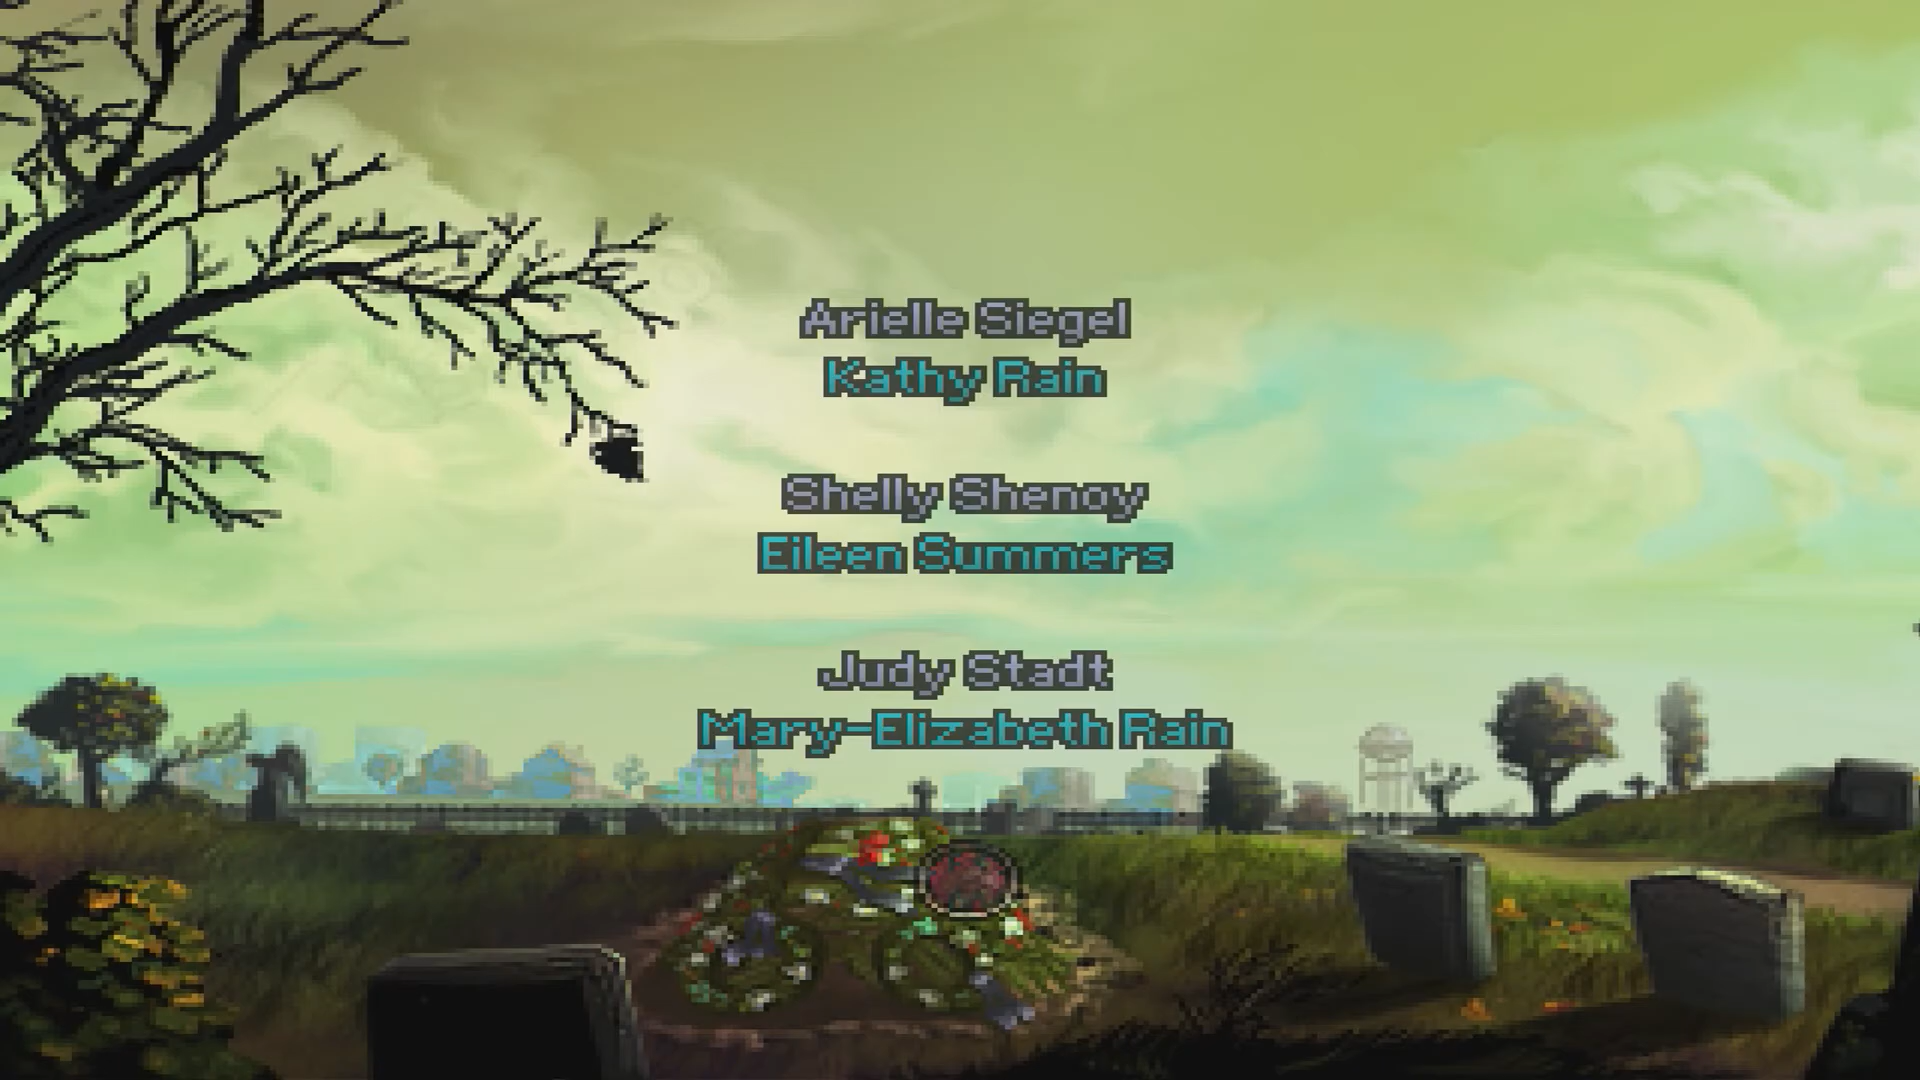 Arielle Siegel
Kathy Rain
Shelly Shenoy
Eileen Summers
Judy Stadt
Mary-Elizabeth Rain